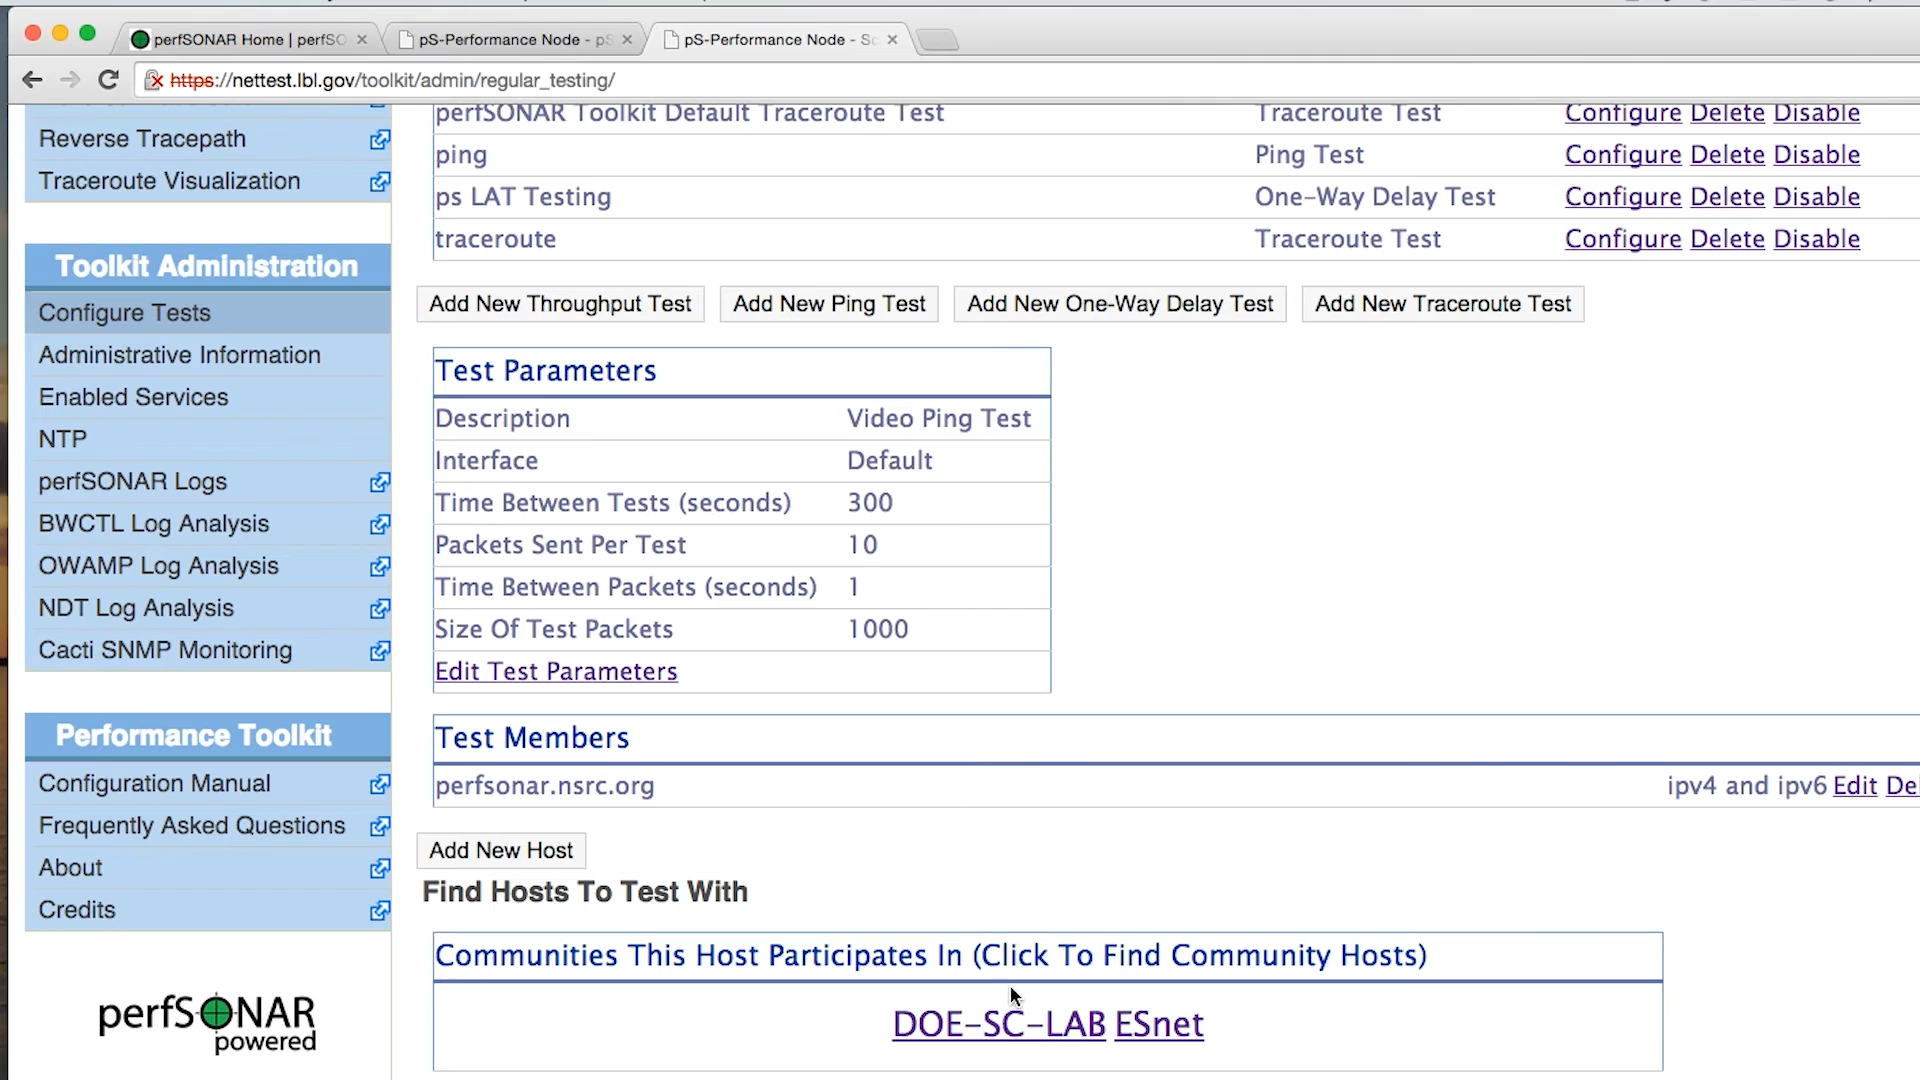 perfSONAR Home | perfSO
pS-Performance Node - pS
pS-Performance Node - Sc
https://nettest.lbl.gov/toolkit/admin/regular_testing/
Reverse Tracepath
Traceroute Visualization
Toolkit Administration
Configure Tests
Administrative Information
Enabled Services
NTP
perfSONAR Logs
BWCTL Log Analysis
OWAMP Log Analysis
NDT Log Analysis
Cacti SNMP Monitoring
Performance Toolkit
Configuration Manual
Frequently Asked Questions
About
Credits
perfSONAR
powered
perfSONAR Toolkit Default Traceroute Test Traceroute Test Configure Delete Disable
ping Ping Test Configure Delete Disable
ps LAT Testing One-Way Delay Test Configure Delete Disable
traceroute Traceroute Test Configure Delete Disable
Add New Throughput Test Add New Ping Test Add New One-Way Delay Test Add New Traceroute Test
Test Parameters
Description Video Ping Test
Interface Default
Time Between Tests (seconds) 300
Packets Sent Per Test 10
Time Between Packets (seconds) 1
Size Of Test Packets 1000
Edit Test Parameters
Test Members
perfsonar.nsrc.org ipv4 and ipv6 Edit Del
Add New Host
Find Hosts To Test With
Communities This Host Participates In (Click To Find Community Hosts)
DOE-SC-LAB ESnet